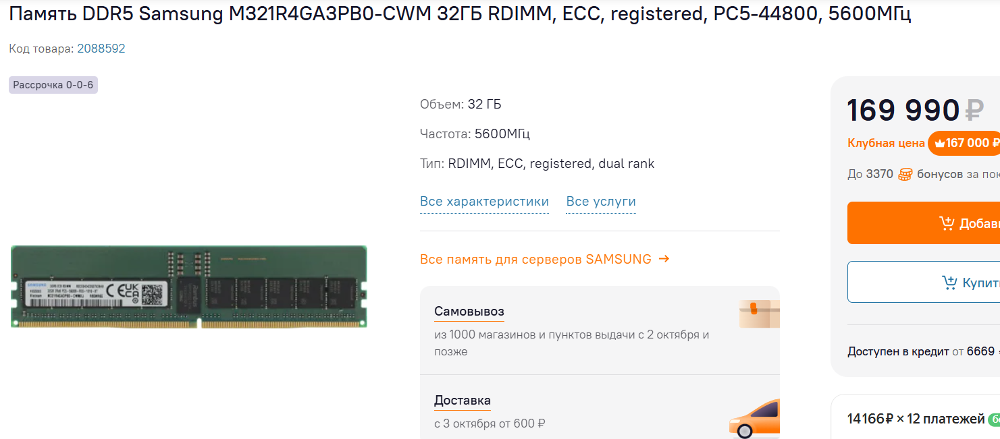 Память DDR5 Samsung M321R4GA3PB0-CWM 32ГБ RDIMM, ECC, registered, PC5-44800, 5600МГц
Код товара: 2088592
Рассрочка 0-0-6
Объем: 32 ГБ
Частота: 5600МГц
Тип: RDIMM, ECC, registered, dual rank
Все характеристики Все услуги
Все память для серверов SAMSUNG →
Самовывоз
из 1000 магазинов и пунктов выдачи с 2 октября и
позже
Доставка
с 3 октября от 600 ₽
SAMSUNG
169 990 ₽
Клубная цена 167 000 ₽
До 3370 бонусов за пок
Добав
Купит
Доступен в кредит от 6669
14166₽ × 12 платежей